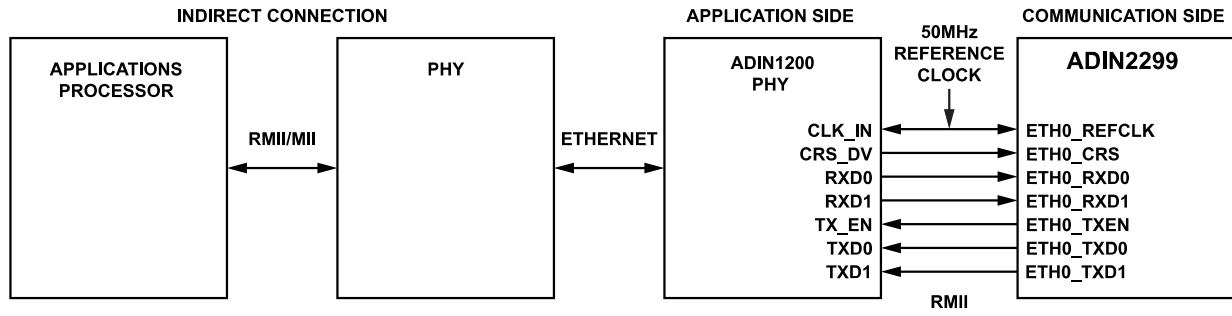 INDIRECT CONNECTION
APPLICATION SIDE
COMMUNICATION SIDE
APPLICATIONS
PROCESSOR
RMII/MII
PHY
ETHERNET
ADIN1200
PHY
50MHz
REFERENCE
CLOCK
ADIN2299
CLK_IN
ETH0_REFCLK
CRS_DV
ETH0_CRS
RXD0
ETH0_RXD0
RXD1
ETH0_RXD1
TX_EN
ETH0_TXEN
TXD0
ETH0_TXD0
TXD1
ETH0_TXD1
RMII